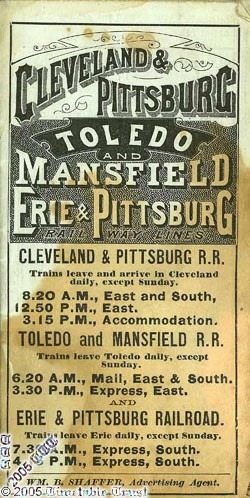 CLEVELAND &
PITTSBURG
TOLEDO
AND
MANSFIELD
ERIE & PITTSBURG
RAILWAY LINES
CLEVELAND & PITTSBURG R.R.
Trains leave and arrive in Cleveland
daily, except Sunday.
8.20 A.M., East and South,
12.50 P.M., East.
3.15 P.M., Accommodation.
TOLEDO and MANSFIELD R.R.
Trains leave Toledo daily, except
Sunday.
6.20 A.M., Mail, East & South.
3.30 P.M., Express, East.
AND
ERIE & PITTSBURG RAILROAD.
Trains leave Erie daily, except Sunday.
A.M., Express, South.
P.M., Express, South.
WM. B. SHAFFER, Advertising Agent.
© 2005 Timetable Times!
2005